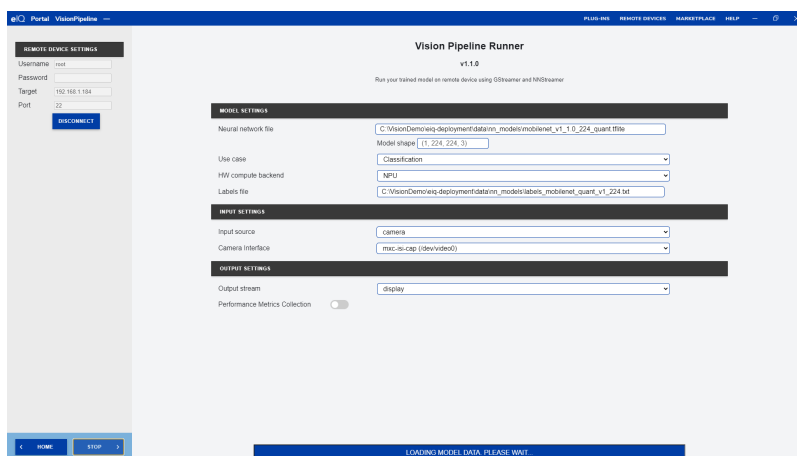 eIQ Portal VisionPipeline —
PLUG-INS REMOTE DEVICES MARKETPLACE HELP
REMOTE DEVICE SETTINGS
Username root
Password
Target 192.168.1.184
Port 22
DISCONNECT
Vision Pipeline Runner
v1.1.0
Run your trained model on remote device using GStreamer and NNStreamer
MODEL SETTINGS
Neural network file C:\VisionDemo\eiq-deployment\data\nn_models\mobilenet_v1_1.0_224_quant.tflite
Model shape (1, 224, 224, 3)
Use case Classification
HW compute backend NPU
Labels file C:\VisionDemo\eiq-deployment\data\nn_models\labels_mobilenet_quant_v1_224.txt
INPUT SETTINGS
Input source camera
Camera Interface mxc-isi-cap (/dev/video0)
OUTPUT SETTINGS
Output stream display
Performance Metrics Collection
< HOME STOP >
LOADING MODEL DATA. PLEASE WAIT...